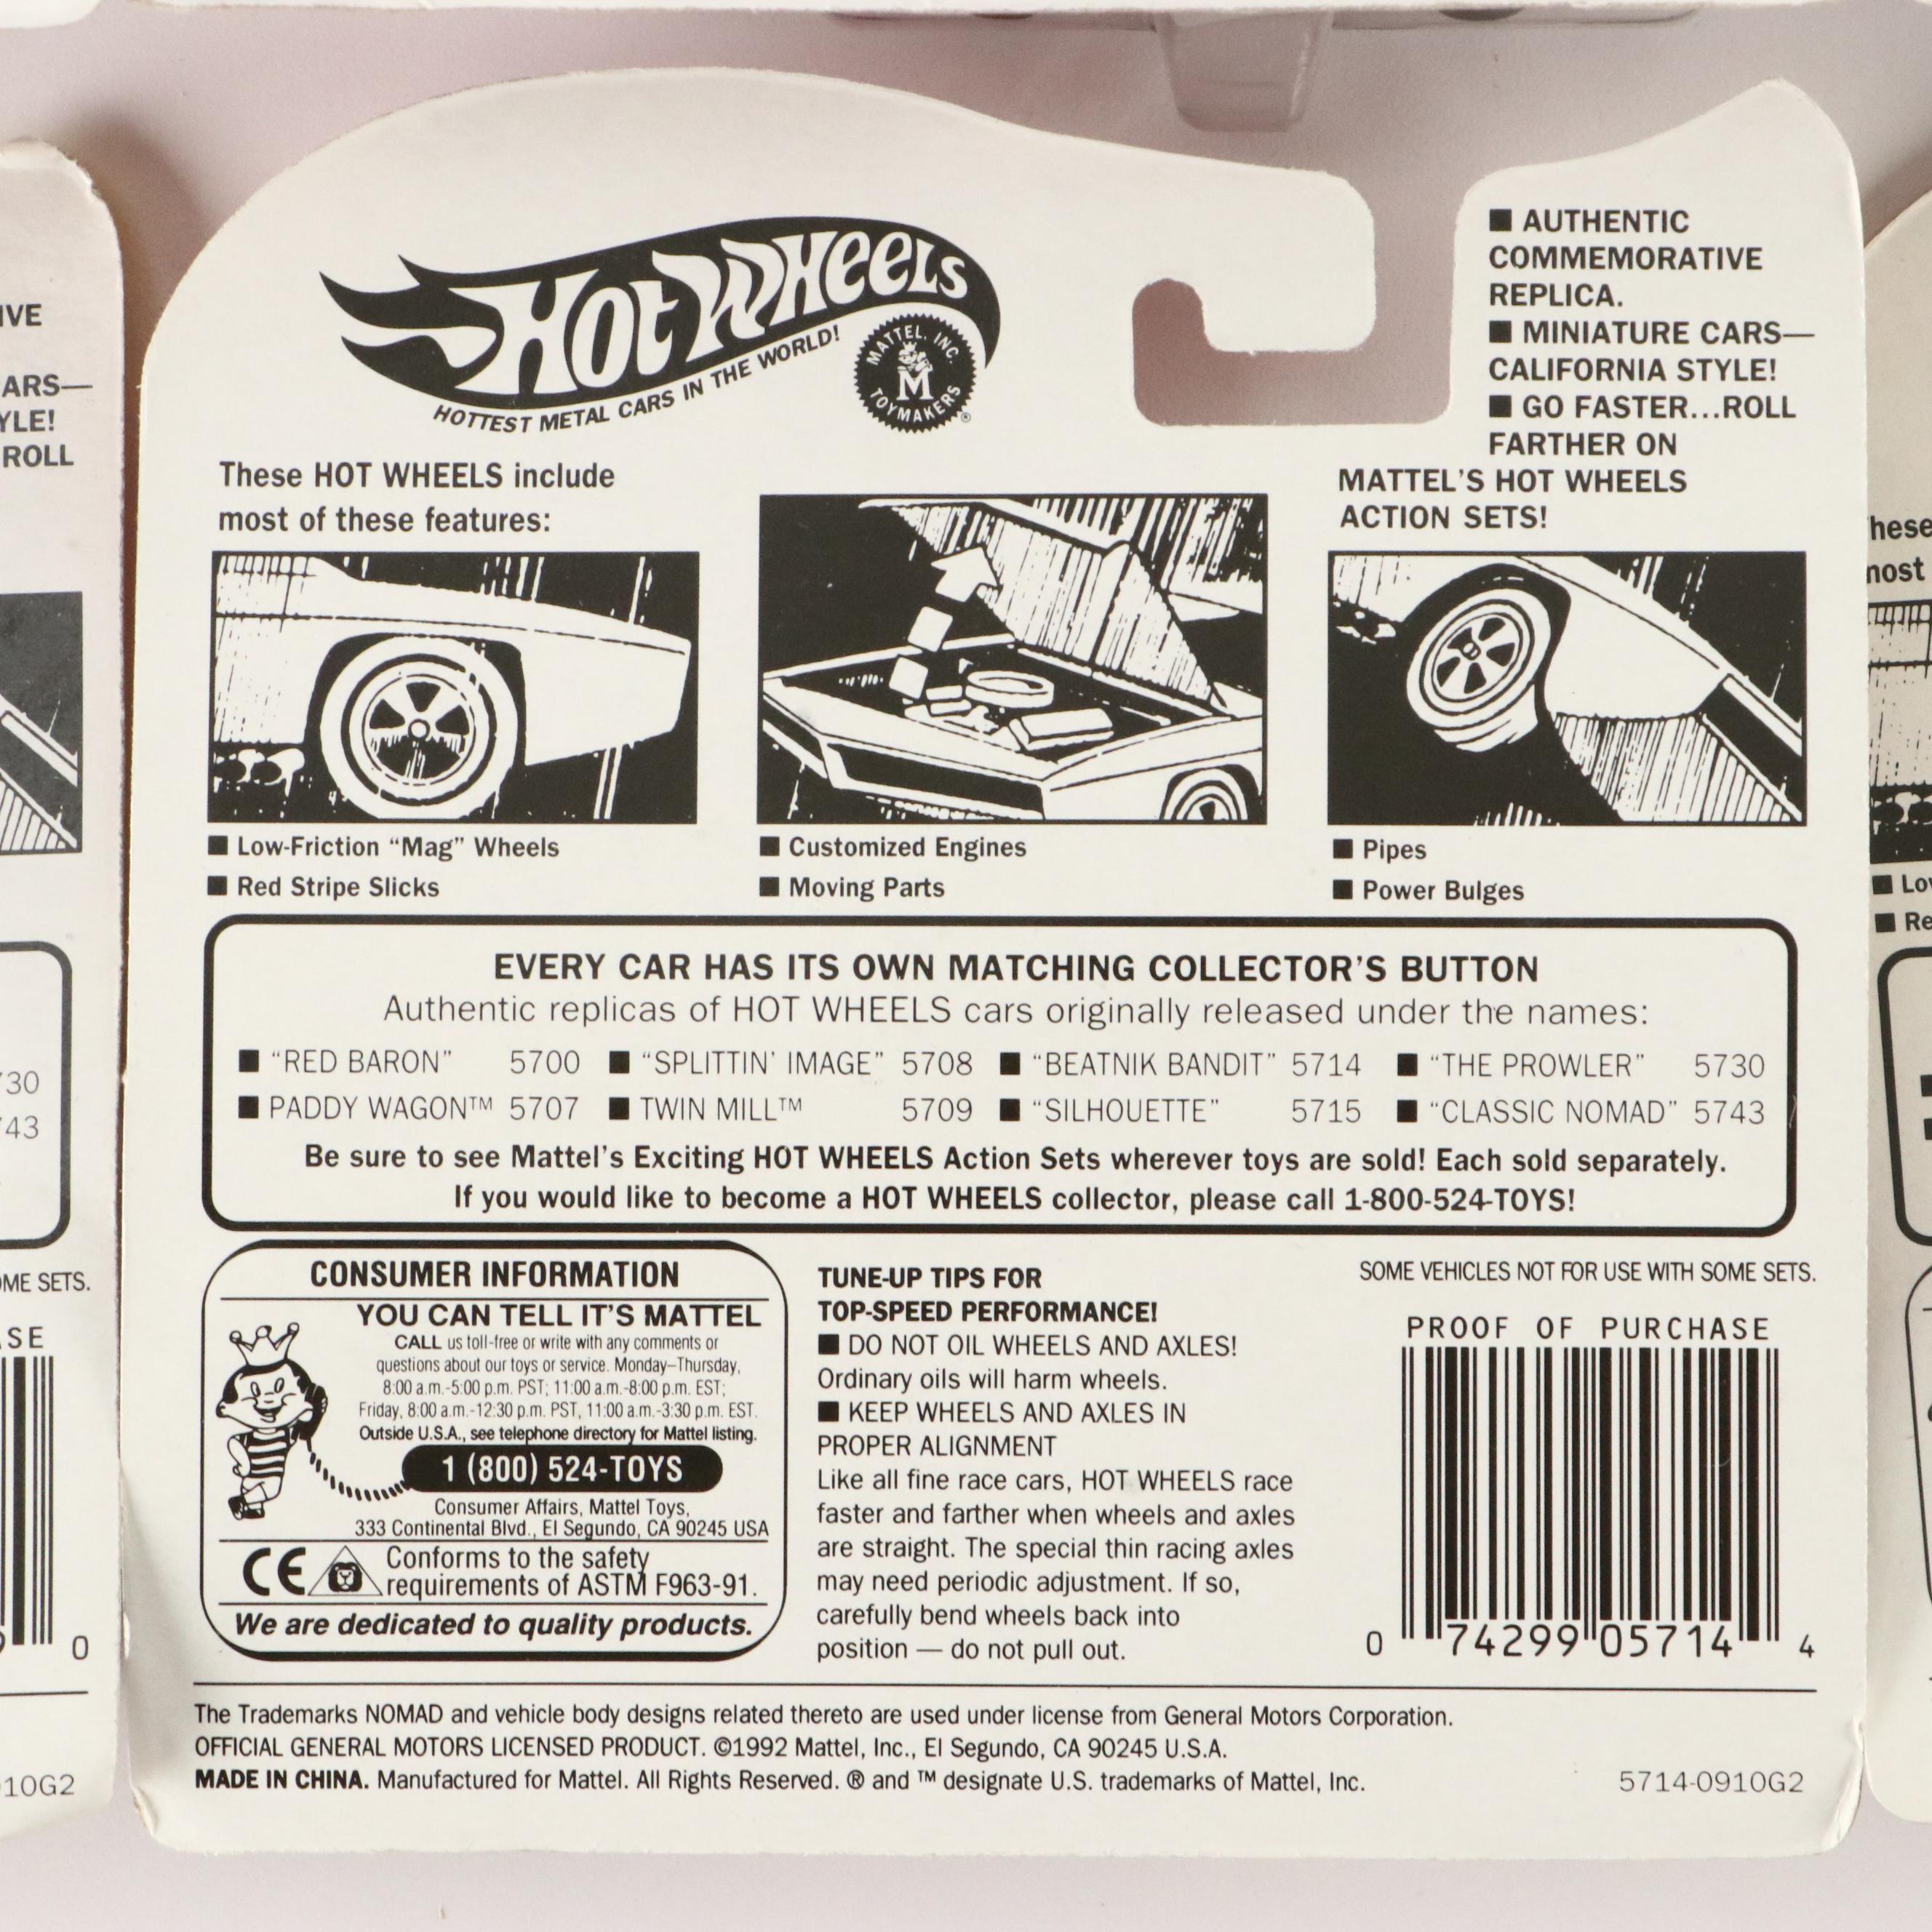 HOT WHEELS
HOTTEST METAL CARS IN THE WORLD!
MATTEL, INC.
M
TOYMAKERS
®
■ AUTHENTIC
COMMEMORATIVE
REPLICA.
■ MINIATURE CARS—
CALIFORNIA STYLE!
■ GO FASTER...ROLL
FARTHER ON
MATTEL'S HOT WHEELS
ACTION SETS!
These HOT WHEELS include
most of these features:
■ Low-Friction “Mag” Wheels
■ Red Stripe Slicks
■ Customized Engines
■ Moving Parts
■ Pipes
■ Power Bulges
EVERY CAR HAS ITS OWN MATCHING COLLECTOR'S BUTTON
Authentic replicas of HOT WHEELS cars originally released under the names:
■ “RED BARON” 5700 ■ “SPLITTIN' IMAGE” 5708 ■ “BEATNIK BANDIT” 5714 ■ “THE PROWLER” 5730
■ PADDY WAGON™ 5707 ■ TWIN MILL™ 5709 ■ “SILHOUETTE” 5715 ■ “CLASSIC NOMAD” 5743
Be sure to see Mattel's Exciting HOT WHEELS Action Sets wherever toys are sold! Each sold separately.
If you would like to become a HOT WHEELS collector, please call 1-800-524-TOYS!
CONSUMER INFORMATION
YOU CAN TELL IT'S MATTEL
CALL us toll-free or write with any comments or
questions about our toys or service. Monday–Thursday,
8:00 a.m.-5:00 p.m. PST; 11:00 a.m.-8:00 p.m. EST;
Friday, 8:00 a.m.-12:30 p.m. PST, 11:00 a.m.-3:30 p.m. EST.
Outside U.S.A., see telephone directory for Mattel listing.
1 (800) 524-TOYS
Consumer Affairs, Mattel Toys,
333 Continental Blvd., El Segundo, CA 90245 USA
CE Conforms to the safety
requirements of ASTM F963-91.
We are dedicated to quality products.
TUNE-UP TIPS FOR
TOP-SPEED PERFORMANCE!
■ DO NOT OIL WHEELS AND AXLES!
Ordinary oils will harm wheels.
■ KEEP WHEELS AND AXLES IN
PROPER ALIGNMENT
Like all fine race cars, HOT WHEELS race
faster and farther when wheels and axles
are straight. The special thin racing axles
may need periodic adjustment. If so,
carefully bend wheels back into
position — do not pull out.
SOME VEHICLES NOT FOR USE WITH SOME SETS.
PROOF OF PURCHASE
0 74299 05714 4
The Trademarks NOMAD and vehicle body designs related thereto are used under license from General Motors Corporation.
OFFICIAL GENERAL MOTORS LICENSED PRODUCT. ©1992 Mattel, Inc., El Segundo, CA 90245 U.S.A.
MADE IN CHINA. Manufactured for Mattel. All Rights Reserved. ® and ™ designate U.S. trademarks of Mattel, Inc.
5714-0910G2
IVE
ARS—
YLE!
ROLL
730
743
OME SETS.
ASE
0
910G2
hese
most
■ Lo
■ Re